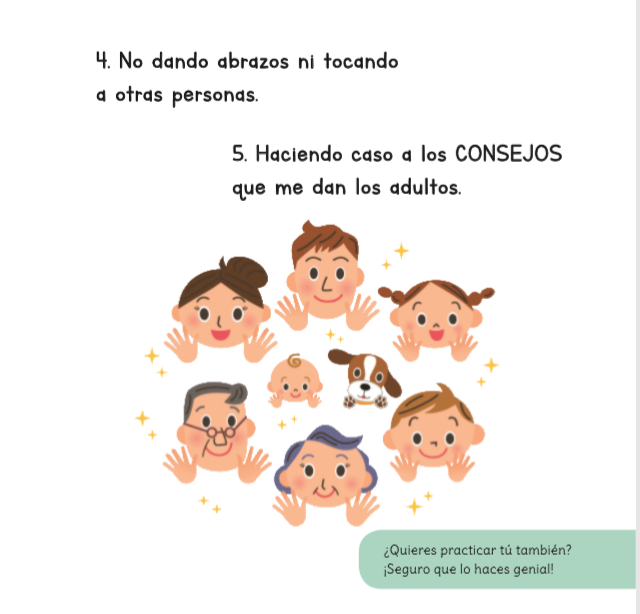 4. No dando abrazos ni tocando
a otras personas.
5. Haciendo caso a los CONSEJOS
que me dan los adultos.
¿Quieres practicar tú también?
¡Seguro que lo haces genial!